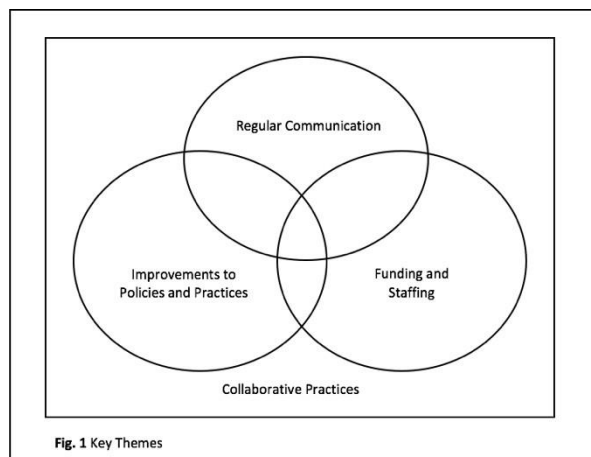 Regular Communication
Improvements to
Policies and Practices
Funding and
Staffing
Collaborative Practices
Fig. 1 Key Themes